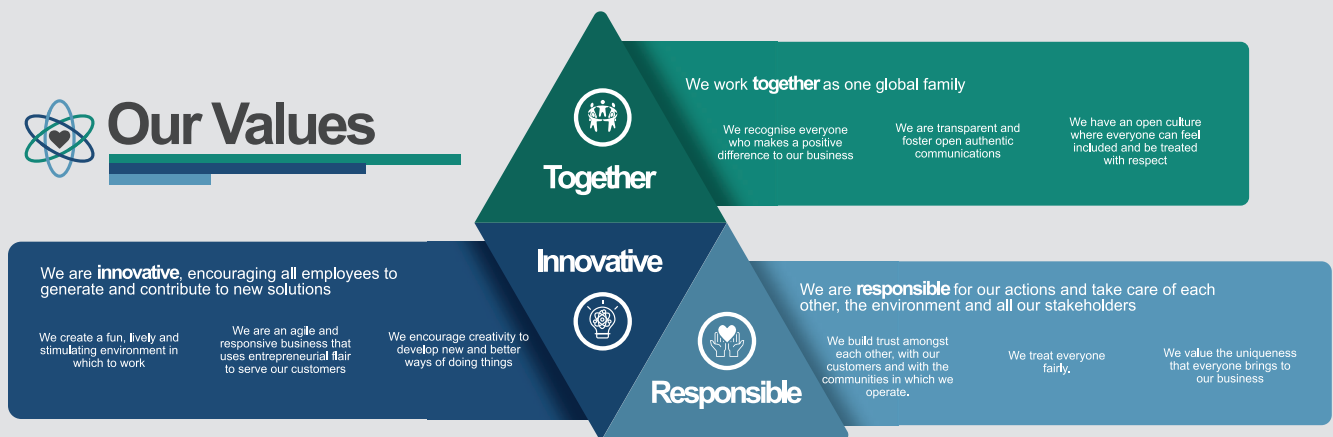 Our Values
Together
We work together as one global family
We recognise everyone
who makes a positive
difference to our business
We are transparent and
foster open authentic
communications
We have an open culture
where everyone can feel
included and be treated
with respect
Innovative
We are innovative, encouraging all employees to
generate and contribute to new solutions
We create a fun, lively and
stimulating environment in
which to work
We are an agile and
responsive business that
uses entrepreneurial flair
to serve our customers
We encourage creativity to
develop new and better
ways of doing things
Responsible
We are responsible for our actions and take care of each
other, the environment and all our stakeholders
We build trust amongst
each other, with our
customers and with the
communities in which we
operate.
We treat everyone
fairly.
We value the uniqueness
that everyone brings to
our business